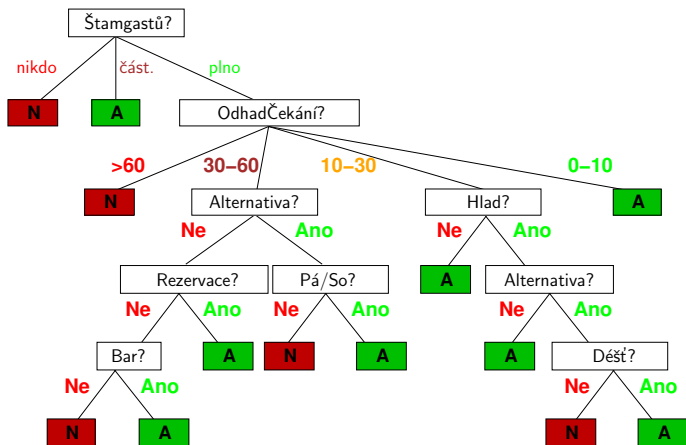 Štamgastů?
nikdo část. plno
N A OdhadČekání?
>60 30–60 10–30 0–10
N Alternativa? Hlad? A
Ne Ano Ne Ano
Rezervace? Pá/So? A Alternativa?
Ne Ano Ne Ano Ne Ano
Bar? A N A A Déšť?
Ne Ano Ne Ano
N A N A